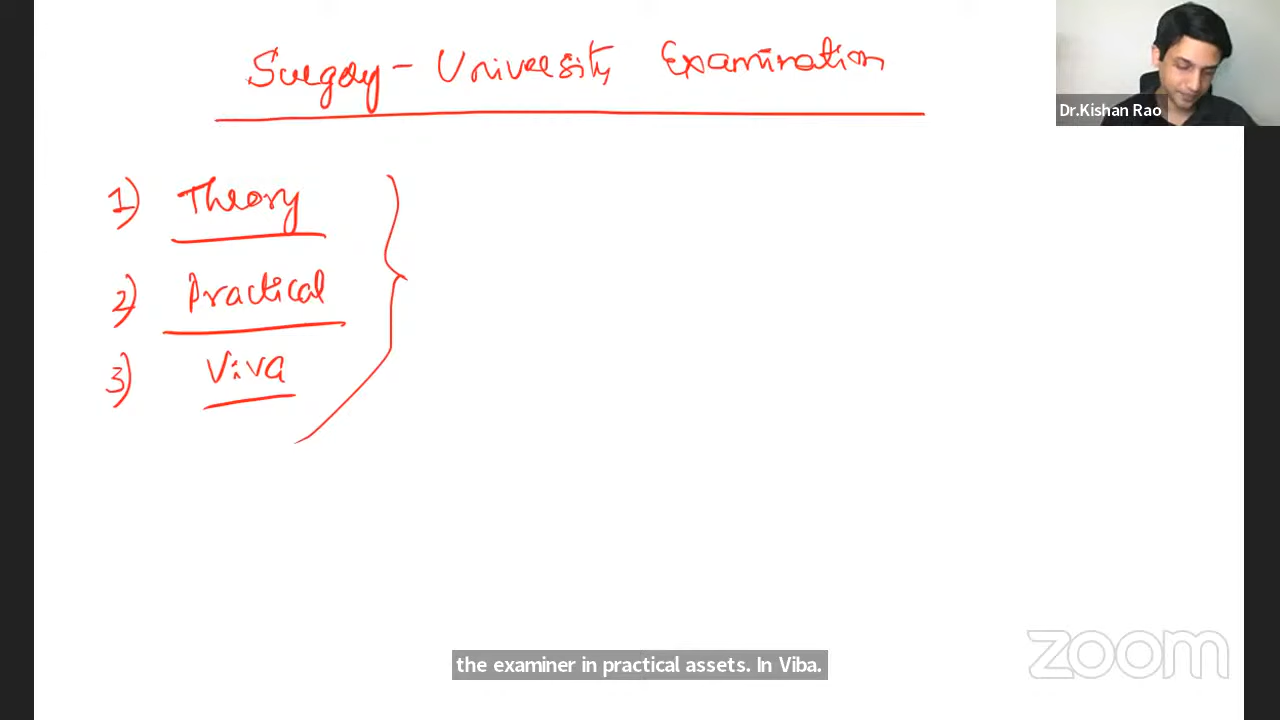 Surgery - University Examination
Dr.Kishan Rao
1) Theory
2) Practical
3) Viva
the examiner in practical assets. In Viba.
zoom